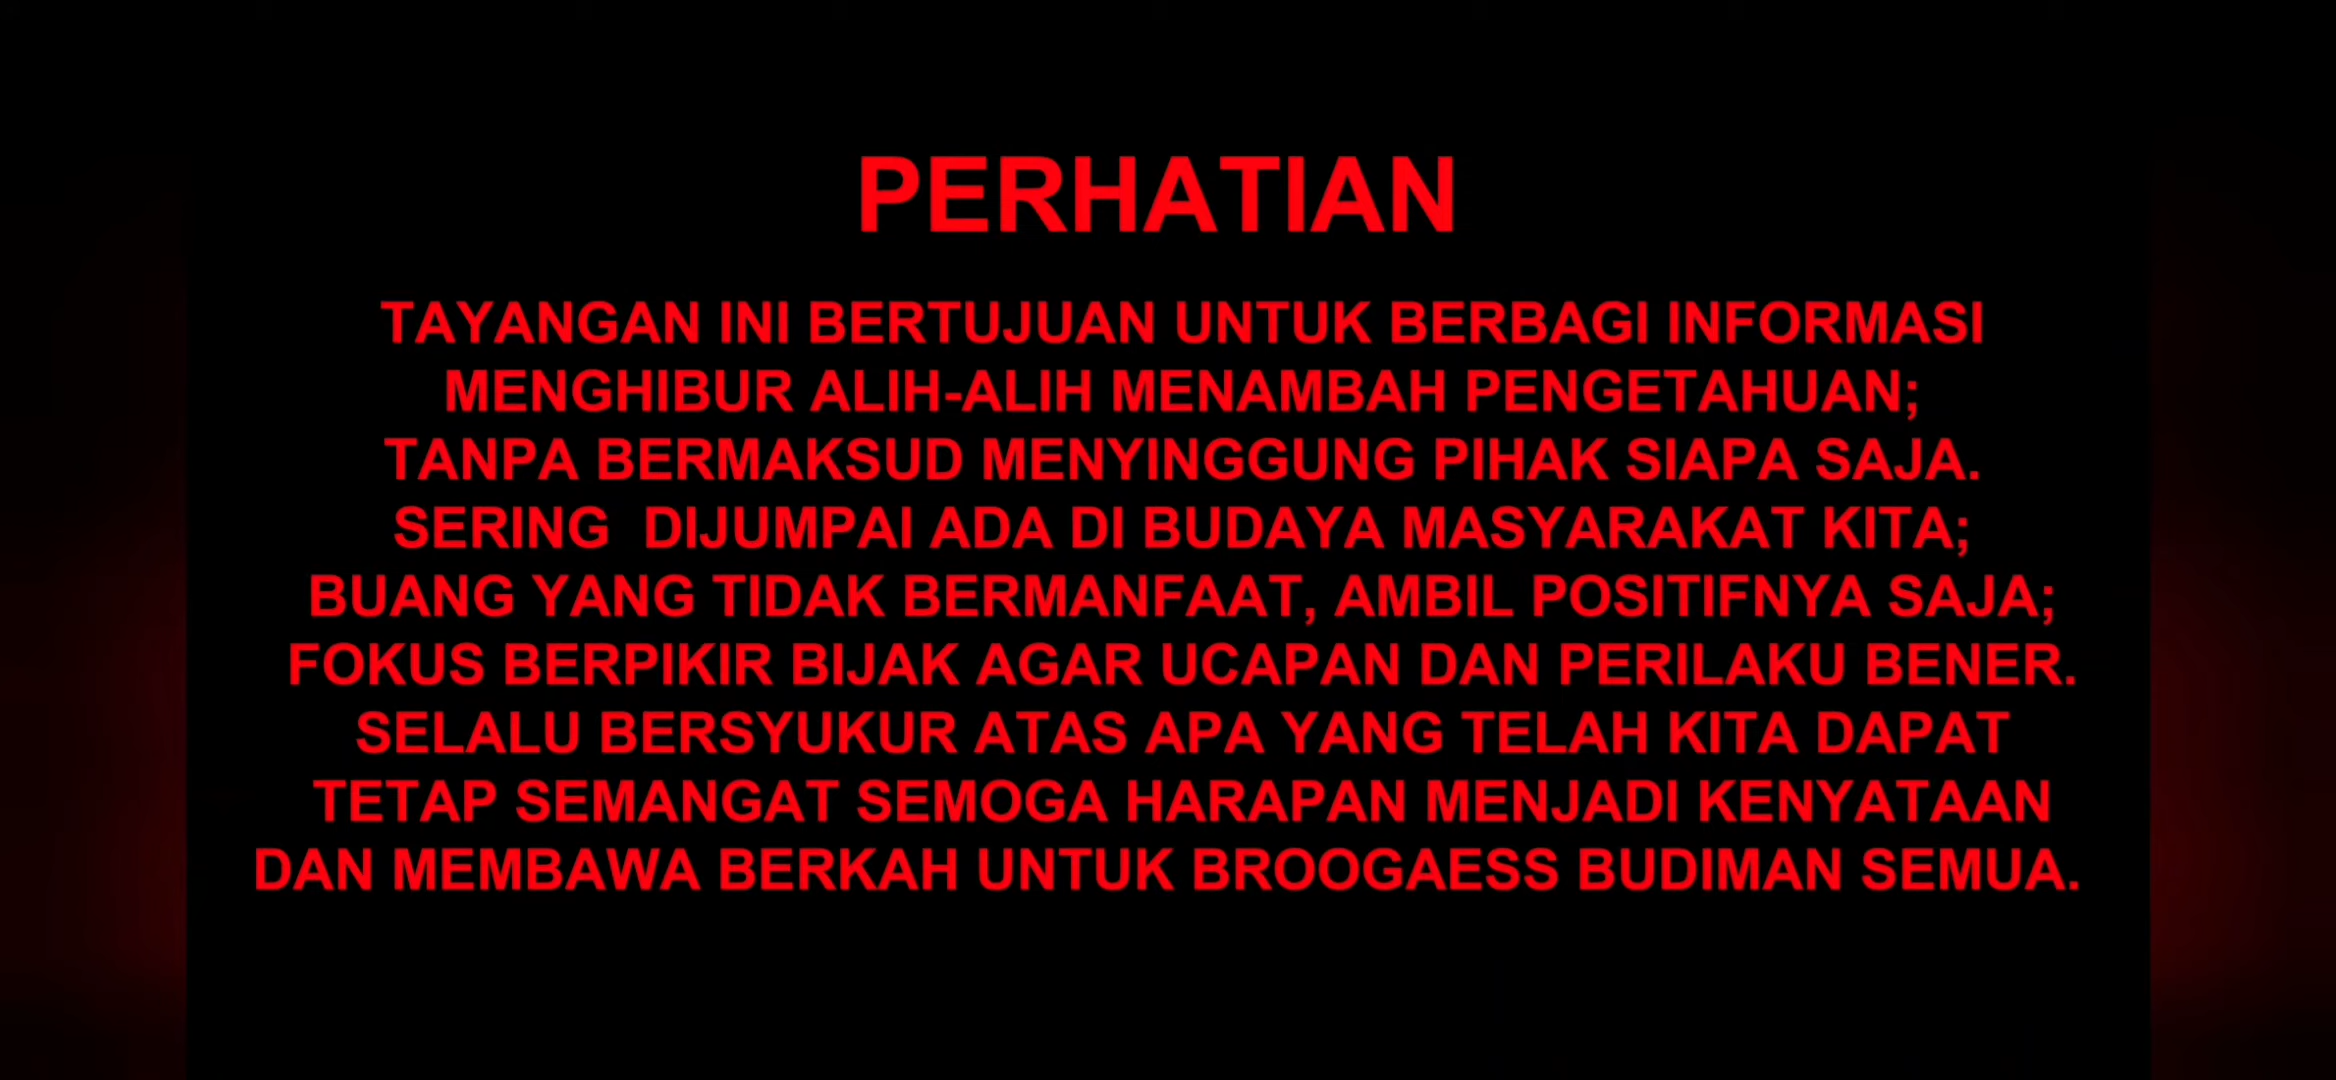 PERHATIAN
TAYANGAN INI BERTUJUAN UNTUK BERBAGI INFORMASI
MENGHIBUR ALIH-ALIH MENAMBAH PENGETAHUAN;
TANPA BERMAKSUD MENYINGGUNG PIHAK SIAPA SAJA.
SERING  DIJUMPAI ADA DI BUDAYA MASYARAKAT KITA;
BUANG YANG TIDAK BERMANFAAT, AMBIL POSITIFNYA SAJA;
FOKUS BERPIKIR BIJAK AGAR UCAPAN DAN PERILAKU BENER.
SELALU BERSYUKUR ATAS APA YANG TELAH KITA DAPAT
TETAP SEMANGAT SEMOGA HARAPAN MENJADI KENYATAAN
DAN MEMBAWA BERKAH UNTUK BROOGAESS BUDIMAN SEMUA.